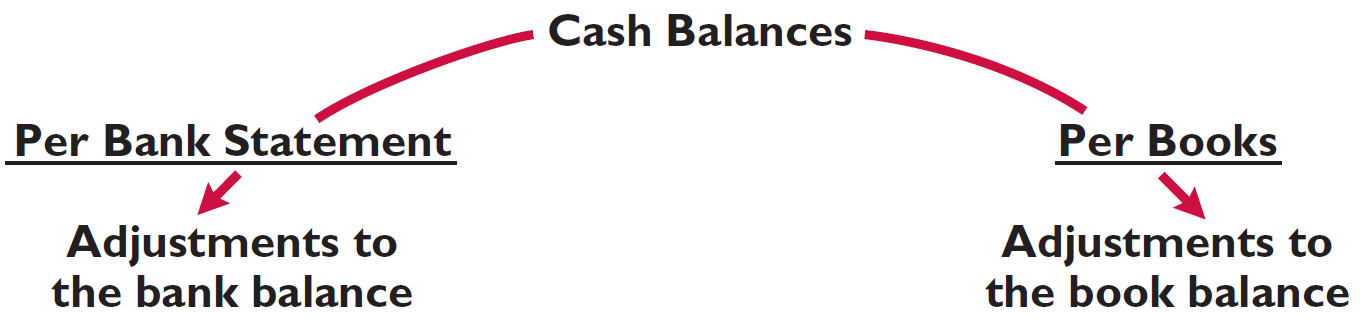 Cash Balances
Per Bank Statement
Per Books
Adjustments to
the bank balance
Adjustments to
the book balance